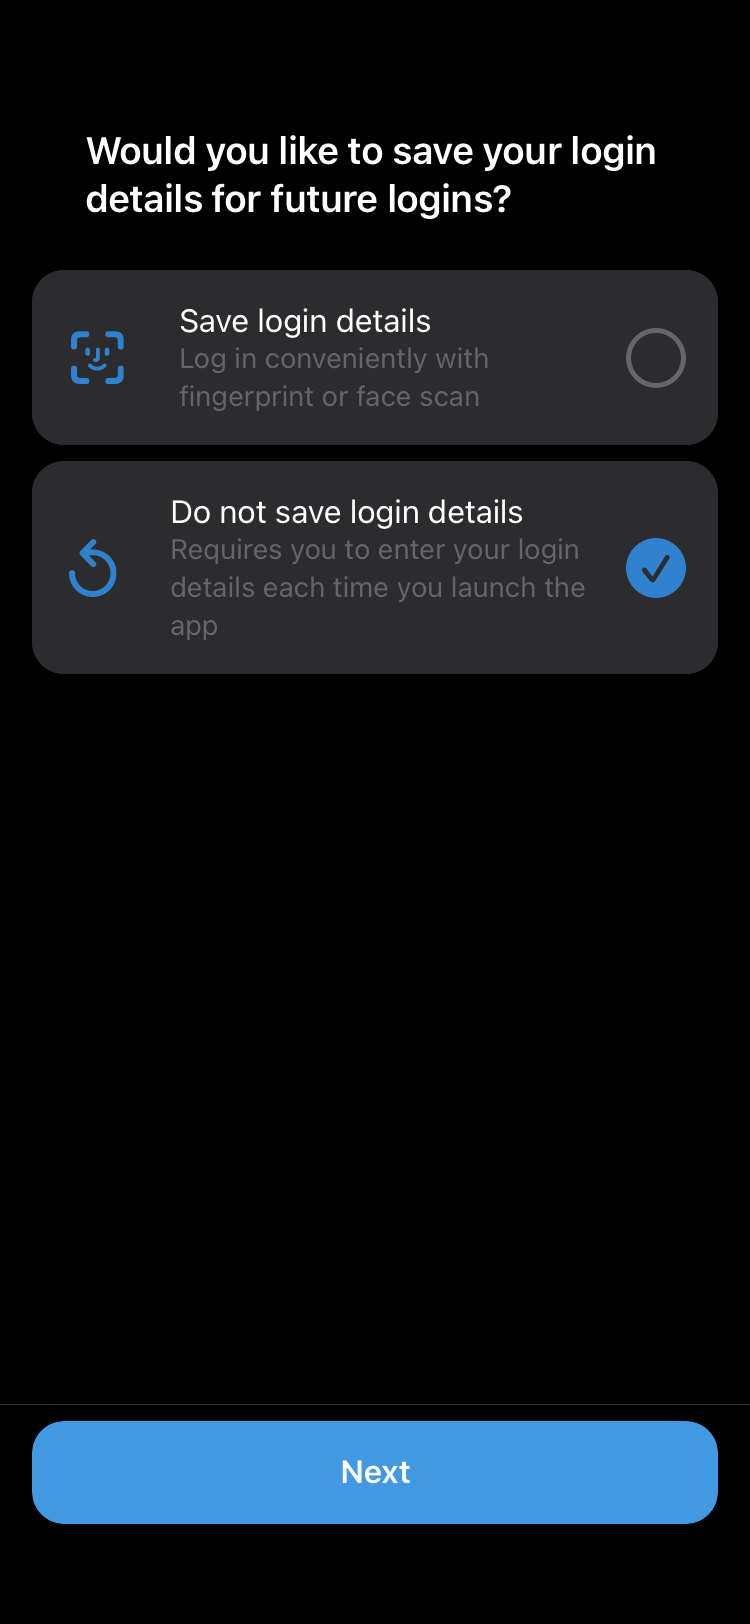 Would you like to save your login
details for future logins?
Save login details
Log in conveniently with
fingerprint or face scan
Do not save login details
Requires you to enter your login
details each time you launch the
app
Next